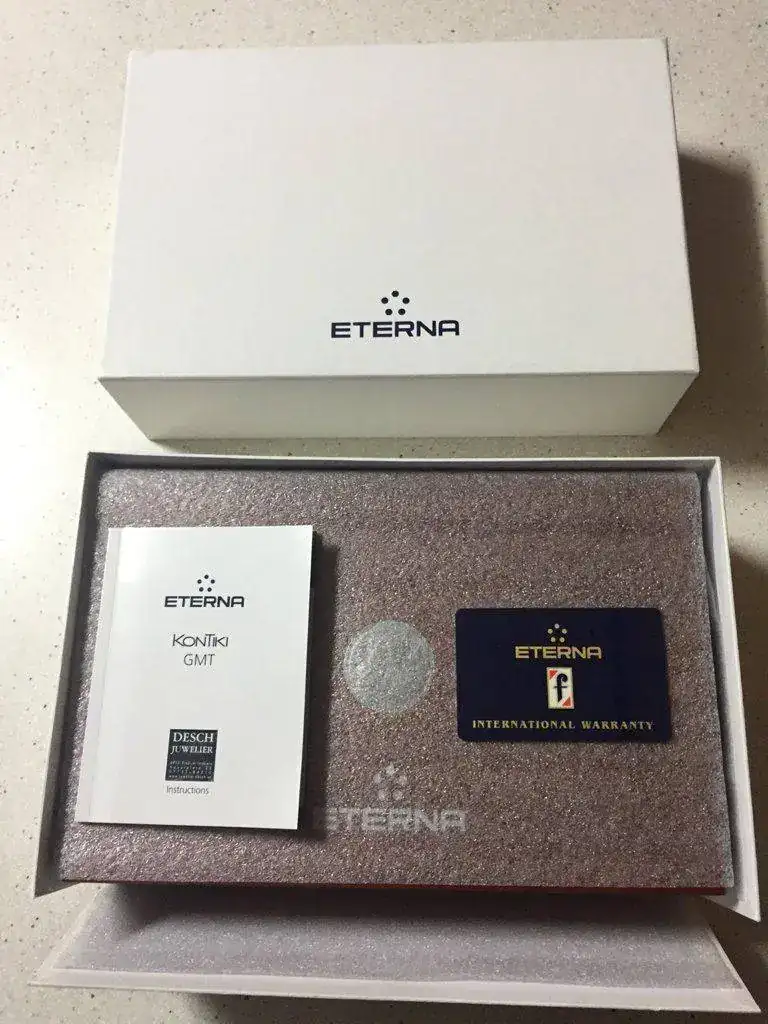 ETERNA
ETERNA
KONTIKI
GMT
DESCH
JUWELIER
Instructions
ETERNA
f
INTERNATIONAL WARRANTY
ETERNA